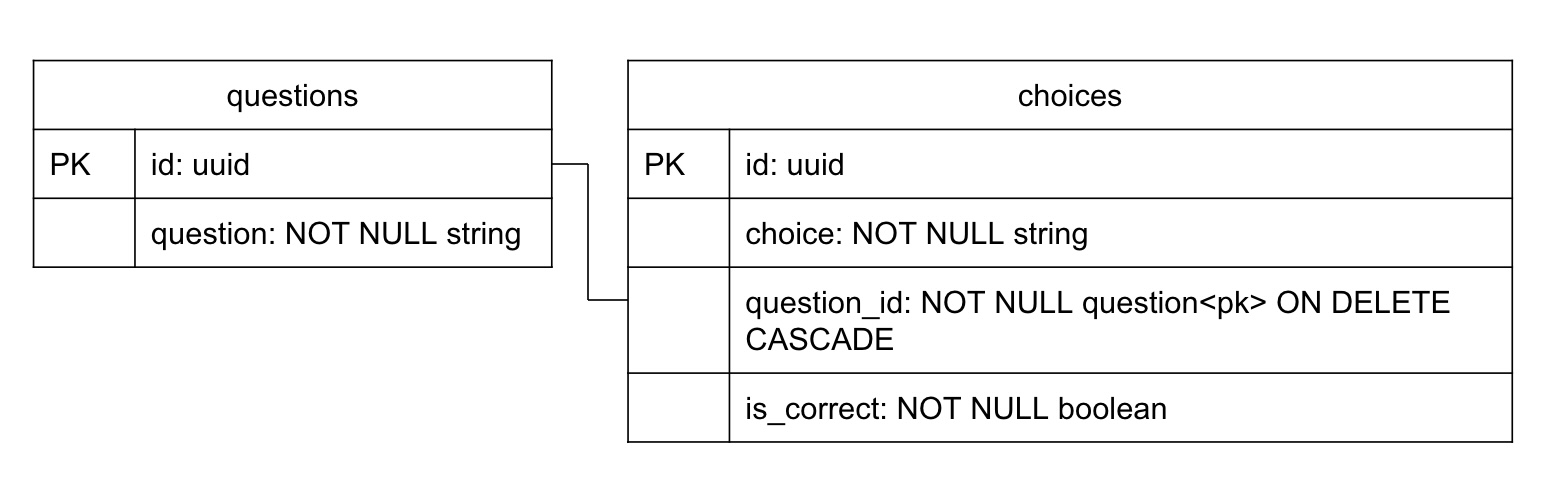 questions
PK
id: uuid
question: NOT NULL string
choices
PK
id: uuid
choice: NOT NULL string
question_id: NOT NULL question<pk> ON DELETE
CASCADE
is_correct: NOT NULL boolean